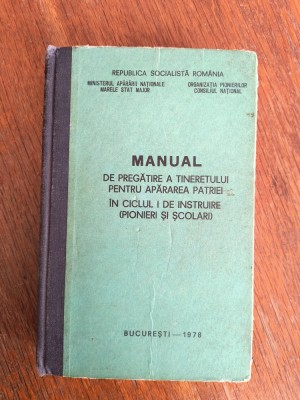 REPUBLICA SOCIALISTĂ ROMÂNIA
MINISTERUL APĂRĂRII NAȚIONALE
MARELE STAT MAJOR
ORGANIZAȚIA PIONIERILOR
CONSILIUL NAȚIONAL
MANUAL
DE PREGĂTIRE A TINERETULUI
PENTRU APĂRAREA PATRIEI
ÎN CICLUL I DE INSTRUIRE
(PIONIERI ȘI ȘCOLARI)
BUCUREȘTI — 1976